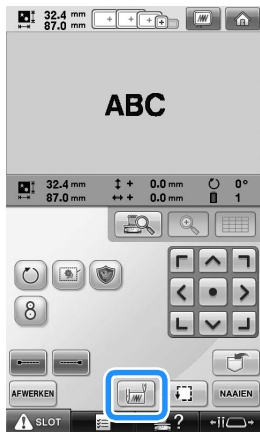 32.4 mm
87.0 mm
ABC
32.4 mm + 0.0 mm 0°
87.0 mm + 0.0 mm 1
8
AFWERKEN
NAAIEN
SLOT
?